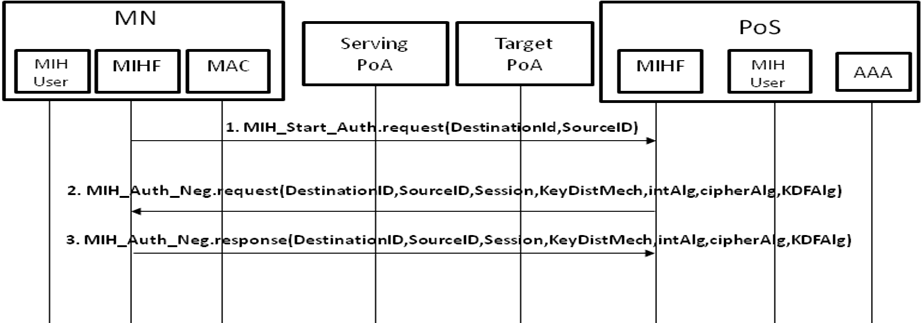 MN
PoS
MIH User
MIHF
MAC
Serving PoA
Target PoA
MIHF
MIH User
AAA
1. MIH_Start_Auth.request(DestinationId,SourceID)
2. MIH_Auth_Neg.request(DestinationID,SourceID,Session,KeyDistMech,intAlg,cipherAlg,KDFAlg)
3. MIH_Auth_Neg.response(DestinationID,SourceID,Session,KeyDistMech,intAlg,cipherAlg,KDFAlg)